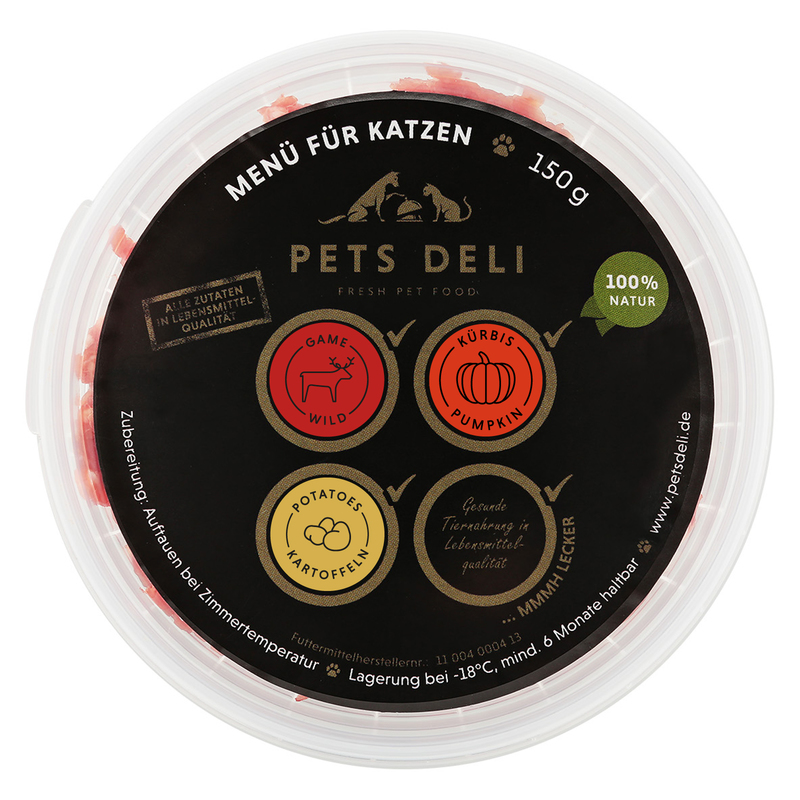 MENÜ FÜR KATZEN 150g
PETS DELI
FRESH PET FOOD
ALLE ZUTATEN
IN LEBENSMITTEL-
QUALITÄT
100%
NATUR
GAME
WILD
KÜRBIS
PUMPKIN
POTATOES
KARTOFFELN
Gesunde
Tiernahrung in
Lebensmittel-
qualität
... MMMH LECKER
Futtermittelherstellernr.: 11 004 0004 13
Zubereitung: Auftauen bei Zimmertemperatur Lagerung bei -18°C, mind. 6 Monate haltbar www.petsdeli.de